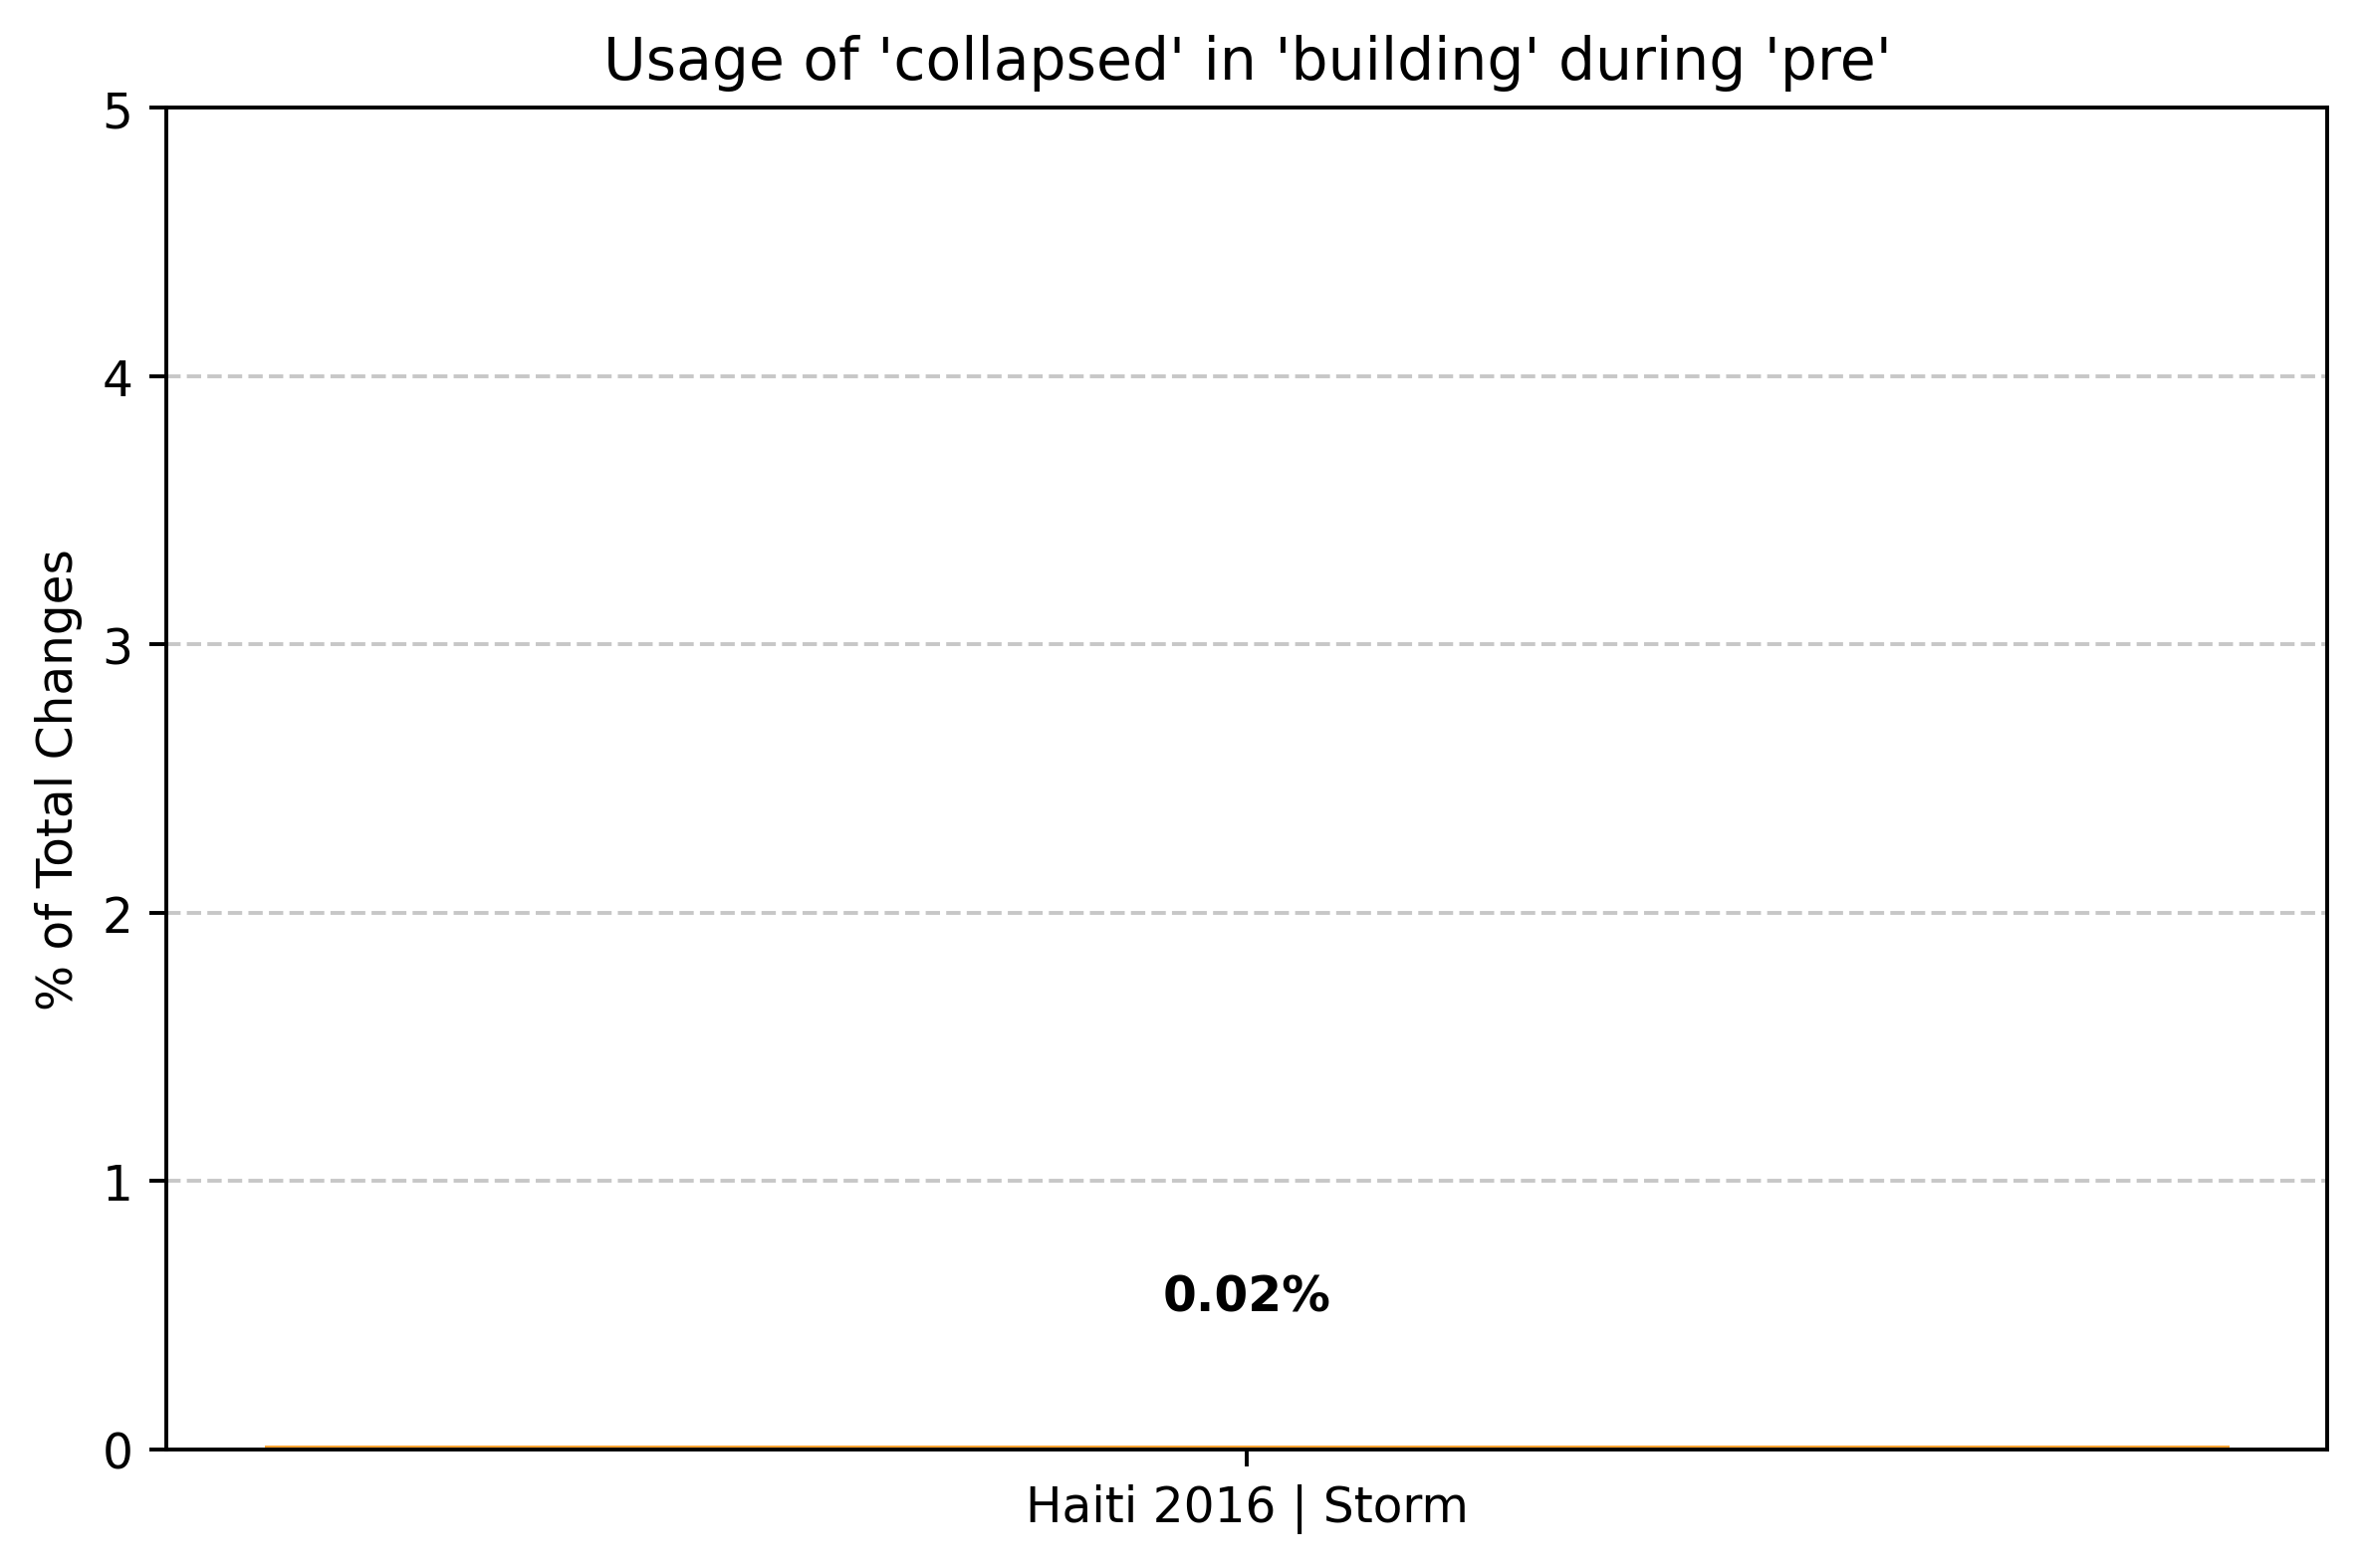 Usage of 'collapsed' in 'building' during 'pre'
5
4
3
2
1
0
% of Total Changes
0.02%
Haiti 2016 | Storm